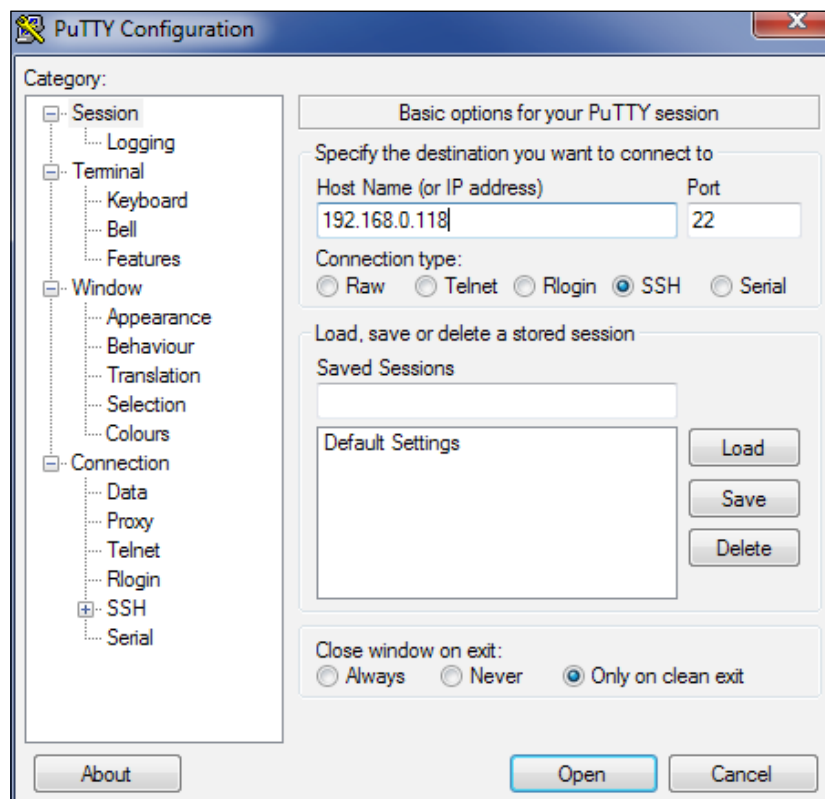 PuTTY Configuration
Category:
Session
Logging
Terminal
Keyboard
Bell
Features
Window
Appearance
Behaviour
Translation
Selection
Colours
Connection
Data
Proxy
Telnet
Rlogin
SSH
Serial
Basic options for your PuTTY session
Specify the destination you want to connect to
Host Name (or IP address) Port
192.168.0.118 22
Connection type:
Raw Telnet Rlogin SSH Serial
Load, save or delete a stored session
Saved Sessions
Default Settings
Load
Save
Delete
Close window on exit:
Always Never Only on clean exit
About Open Cancel